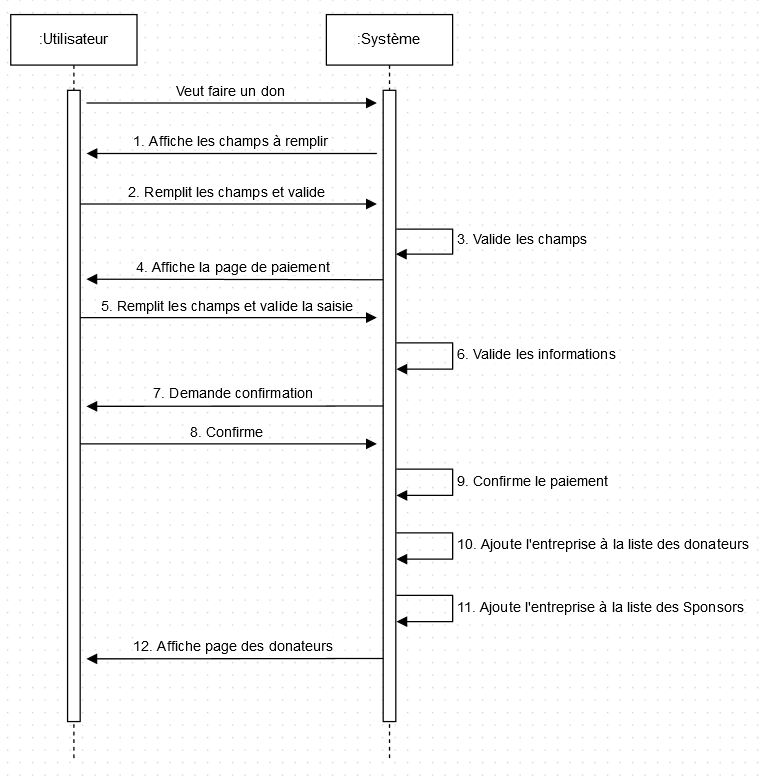 :Utilisateur
:Système
Veut faire un don
1. Affiche les champs à remplir
2. Remplit les champs et valide
3. Valide les champs
4. Affiche la page de paiement
5. Remplit les champs et valide la saisie
6. Valide les informations
7. Demande confirmation
8. Confirme
9. Confirme le paiement
10. Ajoute l'entreprise à la liste des donateurs
11. Ajoute l'entreprise à la liste des Sponsors
12. Affiche page des donateurs